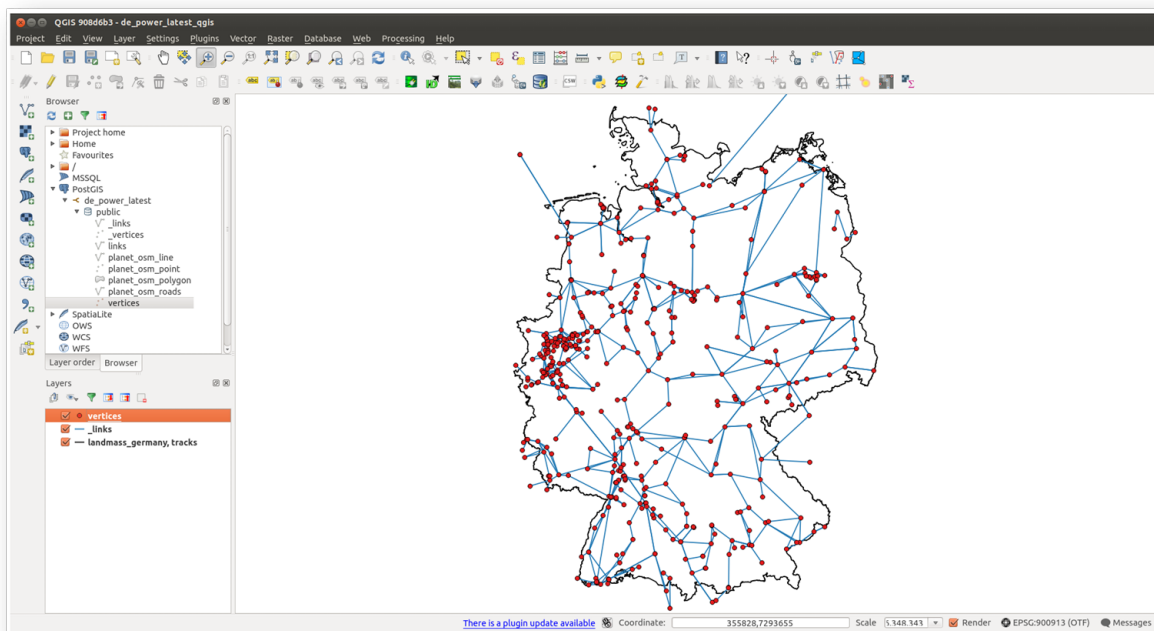 QGIS 908d6b3 - de_power_latest_qgis
Project Edit View Layer Settings Plugins Vector Raster Database Web Processing Help
Browser
Project home
Home
Favourites
/
MSSQL
PostGIS
de_power_latest
public
_links
_vertices
links
planet_osm_line
planet_osm_point
planet_osm_polygon
planet_osm_roads
vertices
SpatiaLite
OWS
WCS
WFS
Layer order Browser
Layers
vertices
_links
landmass_germany, tracks
There is a plugin update available Coordinate: 355828,7293655 Scale Render EPSG:900913 (OTF) Messages